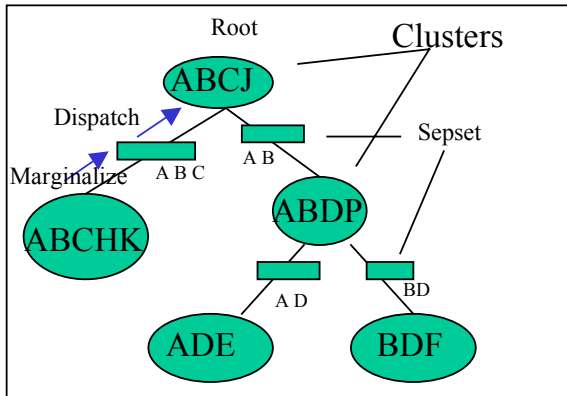 Root
Clusters
ABCJ
Dispatch
Sepset
A B C
A B
Marginalize
ABCHK
ABDP
A D
BD
ADE
BDF